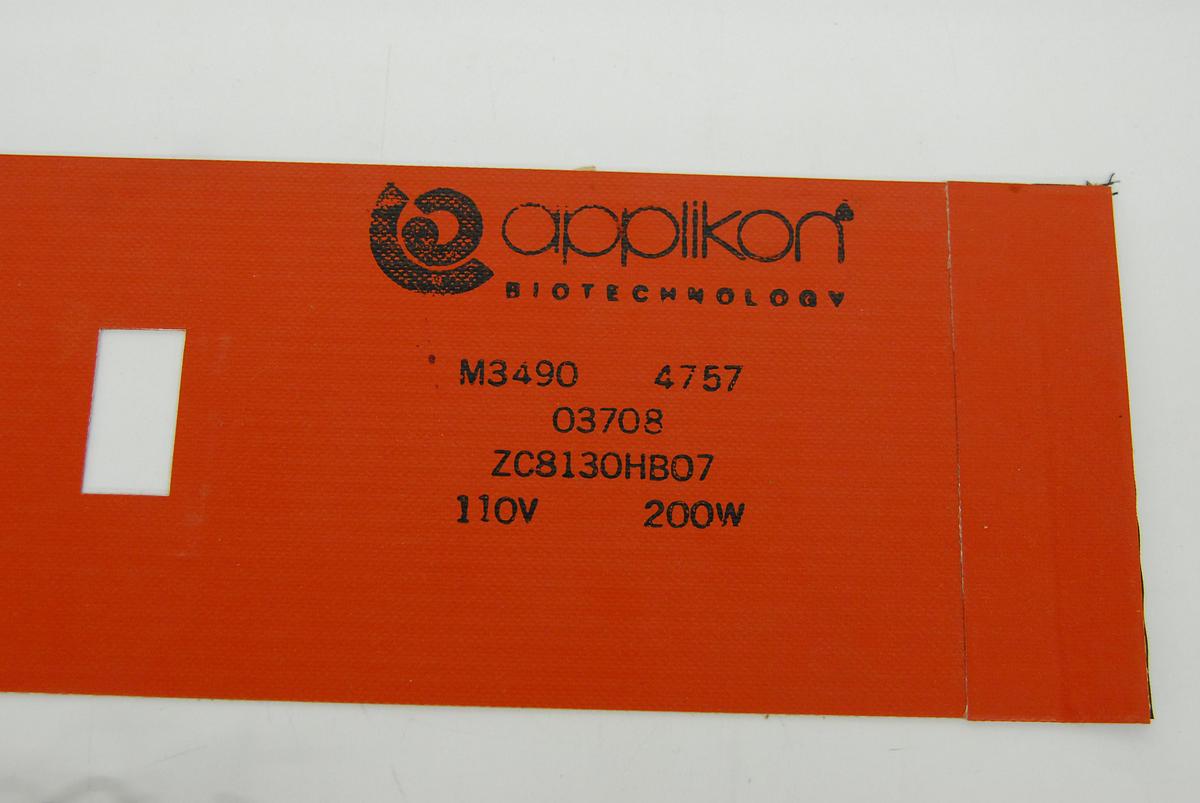 applikon
BIOTECHNOLOGY
M3490 4757
03708
ZC8130HB07
110V 200W